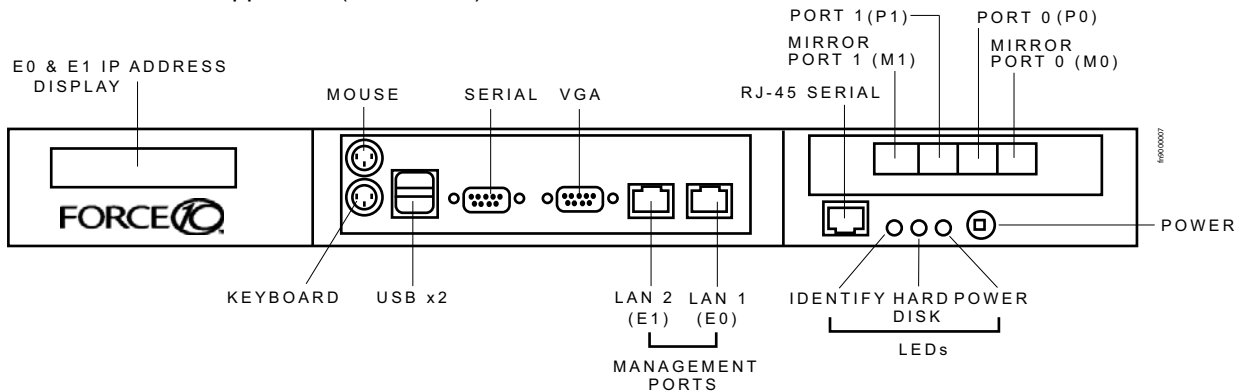 PORT 1(P1)
PORT 0 (P0)
MIRROR
PORT 1 (M1)
MIRROR
PORT 0 (M0)
E0 & E1 IP ADDRESS
DISPLAY
MOUSE
SERIAL
VGA
RJ-45 SERIAL
fn9000007
FORCE10
POWER
KEYBOARD
USB x2
LAN 2
(E1)
LAN 1
(E0)
MANAGEMENT
PORTS
IDENTIFY
HARD
DISK
POWER
LEDs